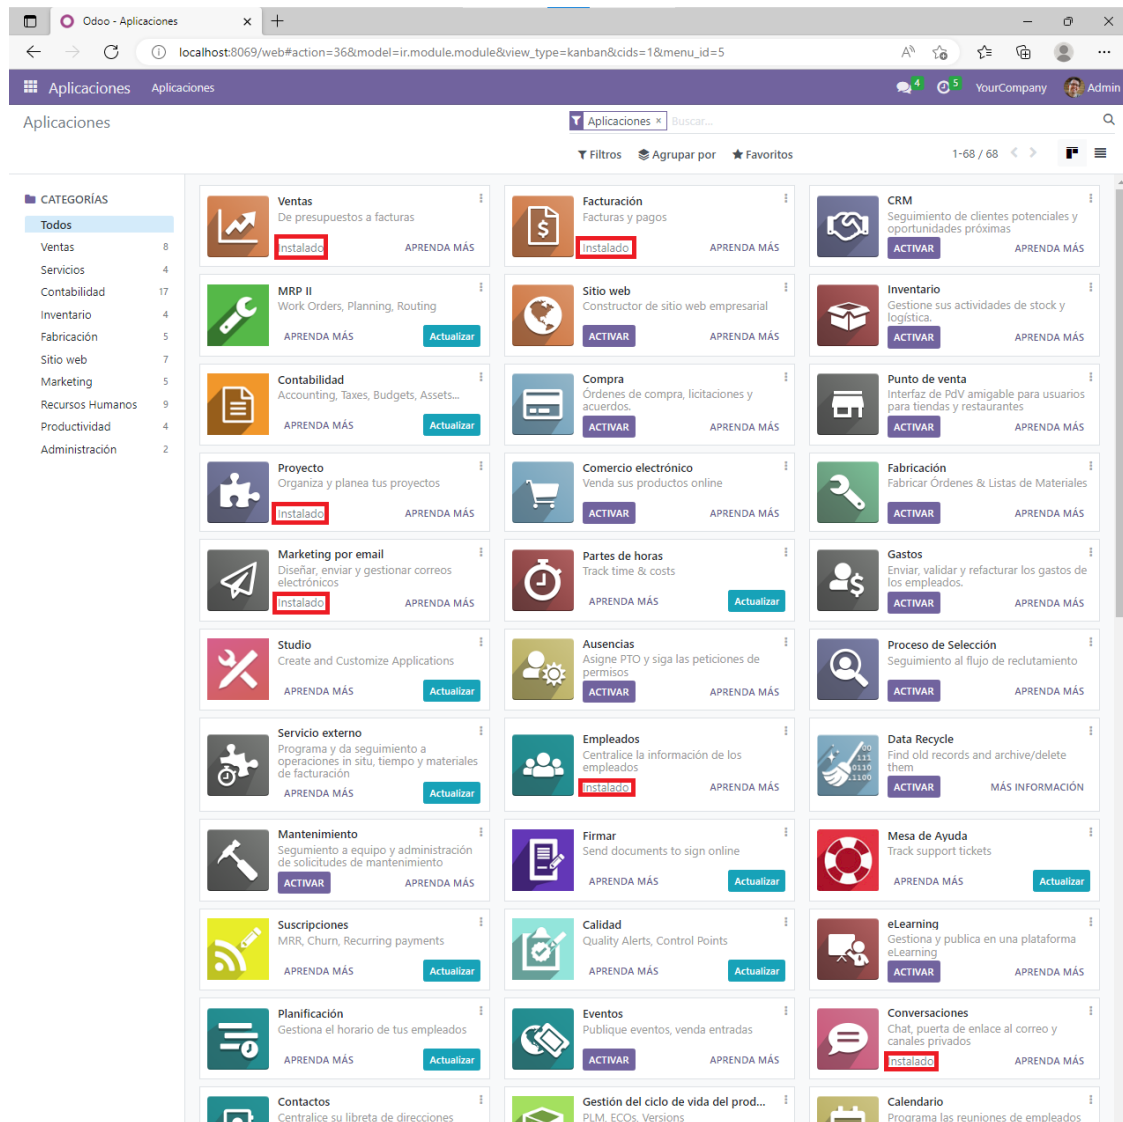 Odoo - Aplicaciones
localhost:8069/web#action=36&model=ir.module.module&view_type=kanban&cids=1&menu_id=5
Aplicaciones Aplicaciones 4 5 YourCompany Admin
Aplicaciones
Aplicaciones × Buscar...
Filtros Agrupar por Favoritos 1-68 / 68
CATEGORÍAS
Todos
Ventas 8
Servicios 4
Contabilidad 17
Inventario 4
Fabricación 5
Sitio web 7
Marketing 5
Recursos Humanos 9
Productividad 4
Administración 2
Ventas
De presupuestos a facturas
Instalado APRENDA MÁS
Facturación
Facturas y pagos
Instalado APRENDA MÁS
CRM
Seguimiento de clientes potenciales y
oportunidades próximas
ACTIVAR APRENDA MÁS
MRP II
Work Orders, Planning, Routing
APRENDA MÁS Actualizar
Sitio web
Constructor de sitio web empresarial
ACTIVAR APRENDA MÁS
Inventario
Gestione sus actividades de stock y
logística.
ACTIVAR APRENDA MÁS
Contabilidad
Accounting, Taxes, Budgets, Assets...
APRENDA MÁS Actualizar
Compra
Órdenes de compra, licitaciones y
acuerdos.
ACTIVAR APRENDA MÁS
Punto de venta
Interfaz de PdV amigable para usuarios
para tiendas y restaurantes
ACTIVAR APRENDA MÁS
Proyecto
Organiza y planea tus proyectos
Instalado APRENDA MÁS
Comercio electrónico
Venda sus productos online
ACTIVAR APRENDA MÁS
Fabricación
Fabricar Órdenes & Listas de Materiales
ACTIVAR APRENDA MÁS
Marketing por email
Diseñar, enviar y gestionar correos
electrónicos
Instalado APRENDA MÁS
Partes de horas
Track time & costs
APRENDA MÁS Actualizar
Gastos
Enviar, validar y refacturar los gastos de
los empleados.
ACTIVAR APRENDA MÁS
Studio
Create and Customize Applications
APRENDA MÁS Actualizar
Ausencias
Asigne PTO y siga las peticiones de
permisos
ACTIVAR APRENDA MÁS
Proceso de Selección
Seguimiento al flujo de reclutamiento
ACTIVAR APRENDA MÁS
Servicio externo
Programa y da seguimiento a
operaciones in situ, tiempo y materiales
de facturación
APRENDA MÁS Actualizar
Empleados
Centralice la información de los
empleados
Instalado APRENDA MÁS
Data Recycle
Find old records and archive/delete
them
ACTIVAR MÁS INFORMACIÓN
Mantenimiento
Segumiento a equipo y administración
de solicitudes de mantenimiento
ACTIVAR APRENDA MÁS
Firmar
Send documents to sign online
APRENDA MÁS Actualizar
Mesa de Ayuda
Track support tickets
APRENDA MÁS Actualizar
Suscripciones
MRR, Churn, Recurring payments
APRENDA MÁS Actualizar
Calidad
Quality Alerts, Control Points
APRENDA MÁS Actualizar
eLearning
Gestiona y publica en una plataforma
eLearning
ACTIVAR APRENDA MÁS
Planificación
Gestiona el horario de tus empleados
APRENDA MÁS Actualizar
Eventos
Publique eventos, venda entradas
ACTIVAR APRENDA MÁS
Conversaciones
Chat, puerta de enlace al correo y
canales privados
Instalado APRENDA MÁS
Contactos
Centralice su libreta de direcciones
Gestión del ciclo de vida del prod...
PLM, ECOs, Versions
Calendario
Programa las reuniones de empleados